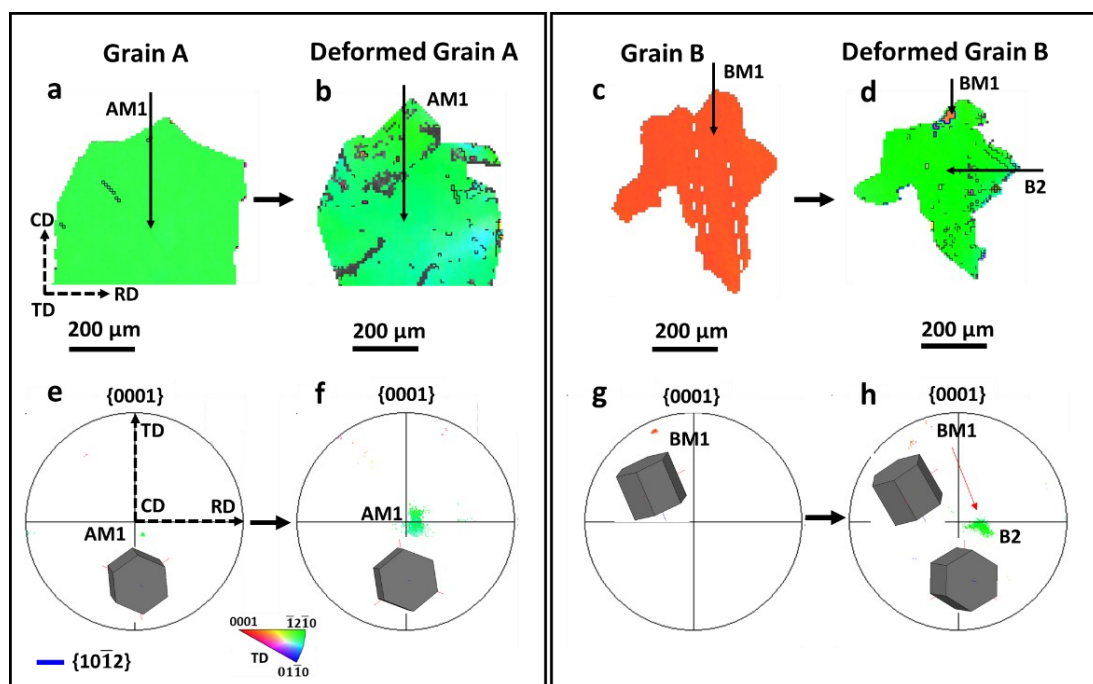 Grain A
Deformed Grain A
a
AM1
b
AM1
CD
TD
RD
200 μm
200 μm
Grain B
Deformed Grain B
c
BM1
d
BM1
B2
200 μm
200 μm
e
{0001}
TD
CD
RD
AM1
f
{0001}
AM1
0001
1̅21̅0
TD
011̅0
{101̅2}
g
{0001}
BM1
h
{0001}
BM1
B2